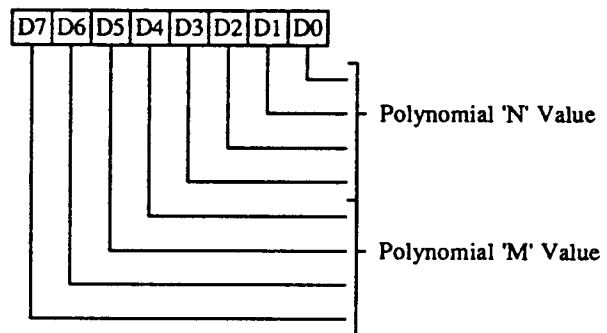 D7 D6 D5 D4 D3 D2 D1 D0
Polynomial 'N' Value
Polynomial 'M' Value